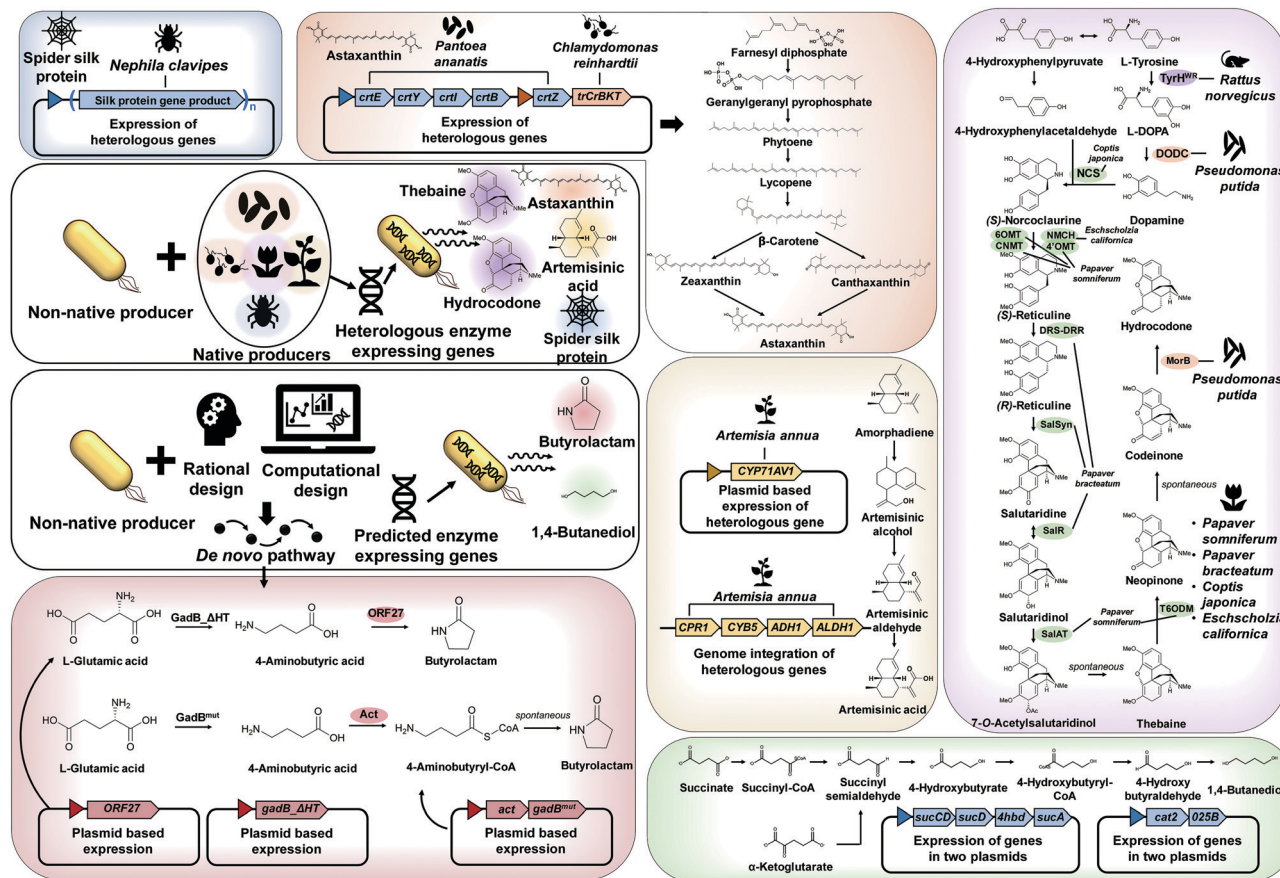 Spider silk
protein
Nephila clavipes
Silk protein gene product
n
Expression of
heterologous genes
Astaxanthin
Pantoea
ananatis
Chlamydomonas
reinhardtii
crtE
crtY
crtI
crtB
crtZ
trCrBKT
Expression of
heterologous genes
Farnesyl diphosphate
Geranylgeranyl pyrophosphate
Phytoene
Lycopene
β-Carotene
Zeaxanthin
Canthaxanthin
Astaxanthin
Non-native producer
Native producers
Heterologous enzyme
expressing genes
Thebaine
Astaxanthin
Hydrocodone
Artemisinic
acid
Spider silk
protein
Non-native producer
Rational
design
Computational
design
De novo pathway
Predicted enzyme
expressing genes
Butyrolactam
1,4-Butanediol
L-Glutamic acid
GadB_ΔHT
4-Aminobutyric acid
ORF27
Butyrolactam
L-Glutamic acid
GadBmut
4-Aminobutyric acid
Act
4-Aminobutyryl-CoA
spontaneous
Butyrolactam
ORF27
Plasmid based
expression
gadB_ΔHT
Plasmid based
expression
act
gadBmut
Plasmid based
expression
Artemisia annua
CYP71AV1
Plasmid based
expression of
heterologous gene
Artemisia annua
CPR1
CYB5
ADH1
ALDH1
Genome integration of
heterologous genes
Amorphadiene
Artemisinic
alcohol
Artemisinic
aldehyde
Artemisinic acid
4-Hydroxyphenylpyruvate
L-Tyrosine
TyrHWR
Rattus
norvegicus
4-Hydroxyphenylacetaldehyde
L-DOPA
Coptis
japonica
NCS
DODC
Pseudomonas
putida
(S)-Norcoclaurine
Dopamine
6OMT
CNMT
NMCH
4'OMT
Eschscholzia
californica
Papaver
somniferum
(S)-Reticuline
Hydrocodone
DRS-DRR
MorB
Pseudomonas
putida
(R)-Reticuline
SalSyn
Codeinone
Papaver
bracteatum
spontaneous
Salutaridine
SalR
Neopinone
• Papaver
somniferum
• Papaver
bracteatum
• Coptis
japonica
• Eschscholzia
californica
Salutaridinol
SalAT
Papaver
somniferum
T6ODM
spontaneous
7-O-Acetylsalutaridinol
Thebaine
Succinate
Succinyl-CoA
Succinyl
semialdehyde
4-Hydroxybutyrate
4-Hydroxybutyryl-
CoA
4-Hydroxy
butyraldehyde
1,4-Butanediol
α-Ketoglutarate
sucCD
sucD
4hbd
sucA
Expression of genes
in two plasmids
cat2
025B
Expression of genes
in two plasmids